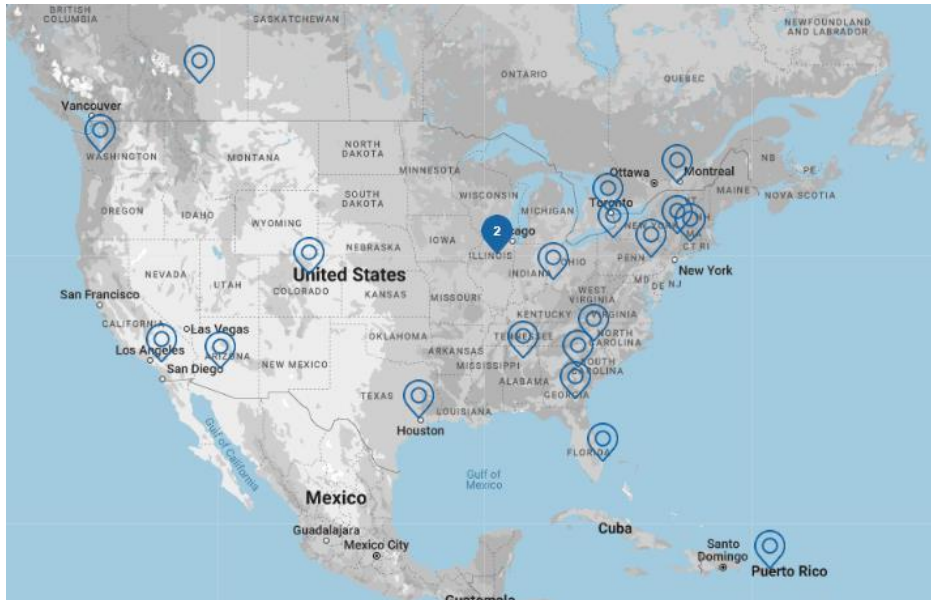 BRITISH
COLUMBIA
SASKATCHEWAN
NEWFOUNDLAND
AND LABRADOR
ONTARIO
QUEBEC
Vancouver
WASHINGTON
MONTANA
NORTH
DAKOTA
MINNESOTA
Ottawa
Montreal
NB
PE
MAINE
NOVA SCOTIA
OREGON
IDAHO
SOUTH
DAKOTA
WISCONSIN
MICHIGAN
Toronto
WYOMING
NEW YORK
MA
CT RI
2
IOWA
NEBRASKA
ILLINOIS
INDIANA
OHIO
PENN
New York
United States
NEVADA
UTAH
COLORADO
KANSAS
MISSOURI
WEST
VIRGINIA
MD
DE
NJ
San Francisco
CALIFORNIA
Las Vegas
KENTUCKY
VIRGINIA
Los Angeles
ARIZONA
NEW MEXICO
OKLAHOMA
ARKANSAS
TENNESSEE
NORTH
CAROLINA
San Diego
MISSISSIPPI
SOUTH
CAROLINA
TEXAS
LOUISIANA
ALABAMA
GEORGIA
Houston
FLORIDA
Gulf of California
Gulf of
Mexico
Mexico
Guadalajara
Mexico City
Cuba
Santo
Domingo
Puerto Rico
Guatemala